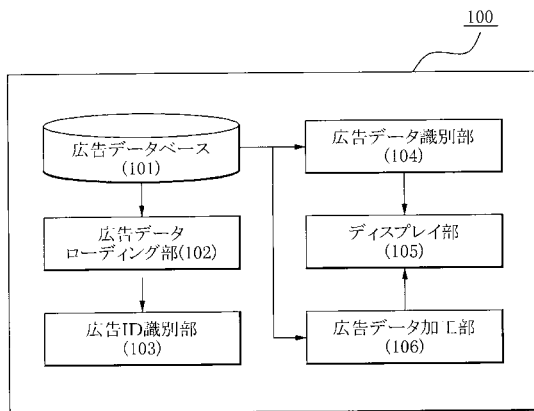 100
広告データベース
(101)
広告データ
ローディング部(102)
広告ID識別部
(103)
広告データ識別部
(104)
ディスプレイ部
(105)
広告データ加工部
(106)